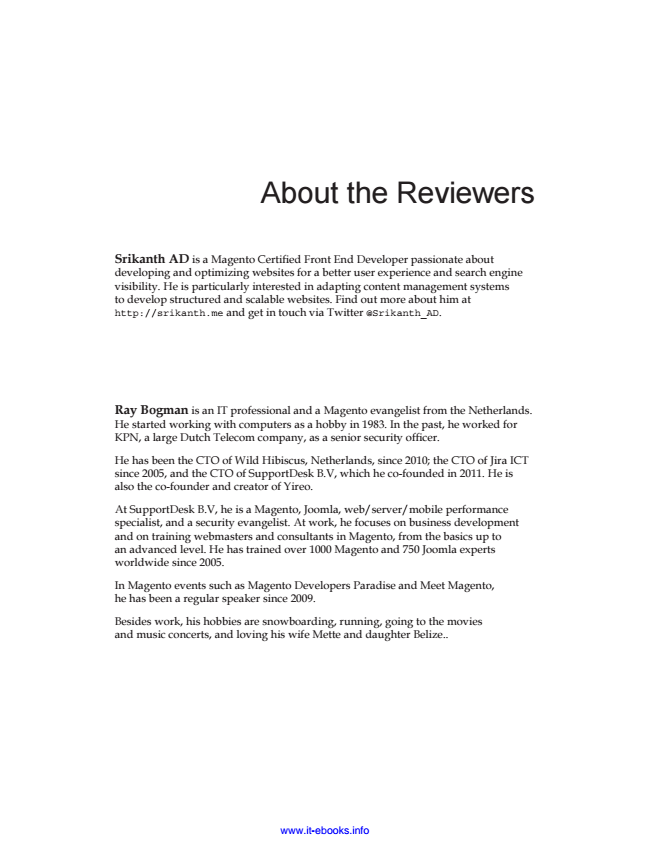 About the Reviewers
Srikanth AD is a Magento Certified Front End Developer passionate about
developing and optimizing websites for a better user experience and search engine
visibility. He is particularly interested in adapting content management systems
to develop structured and scalable websites. Find out more about him at
http://srikanth.me and get in touch via Twitter @Srikanth_AD.
Ray Bogman is an IT professional and a Magento evangelist from the Netherlands.
He started working with computers as a hobby in 1983. In the past, he worked for
KPN, a large Dutch Telecom company, as a senior security officer.
He has been the CTO of Wild Hibiscus, Netherlands, since 2010; the CTO of Jira ICT
since 2005, and the CTO of SupportDesk B.V, which he co-founded in 2011. He is
also the co-founder and creator of Yireo.
At SupportDesk B.V, he is a Magento, Joomla, web/server/mobile performance
specialist, and a security evangelist. At work, he focuses on business development
and on training webmasters and consultants in Magento, from the basics up to
an advanced level. He has trained over 1000 Magento and 750 Joomla experts
worldwide since 2005.
In Magento events such as Magento Developers Paradise and Meet Magento,
he has been a regular speaker since 2009.
Besides work, his hobbies are snowboarding, running, going to the movies
and music concerts, and loving his wife Mette and daughter Belize..
www.it-ebooks.info